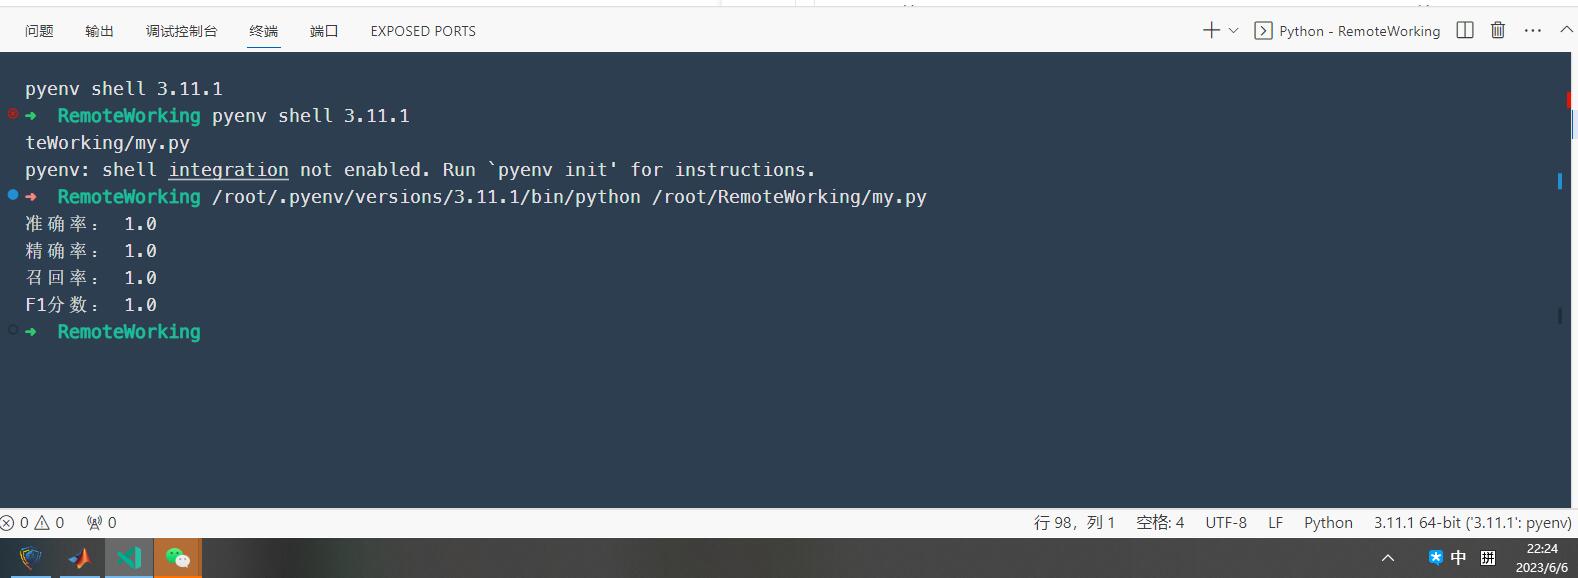 问题 输出 调试控制台 终端 端口 EXPOSED PORTS Python - RemoteWorking
pyenv shell 3.11.1
➜ RemoteWorking pyenv shell 3.11.1
teWorking/my.py
pyenv: shell integration not enabled. Run `pyenv init' for instructions.
➜ RemoteWorking /root/.pyenv/versions/3.11.1/bin/python /root/RemoteWorking/my.py
准确率： 1.0
精确率： 1.0
召回率： 1.0
F1分数： 1.0
➜ RemoteWorking
0 0 0 行 98，列 1 空格: 4 UTF-8 LF Python 3.11.1 64-bit ('3.11.1': pyenv)
中 拼 22:24
2023/6/6